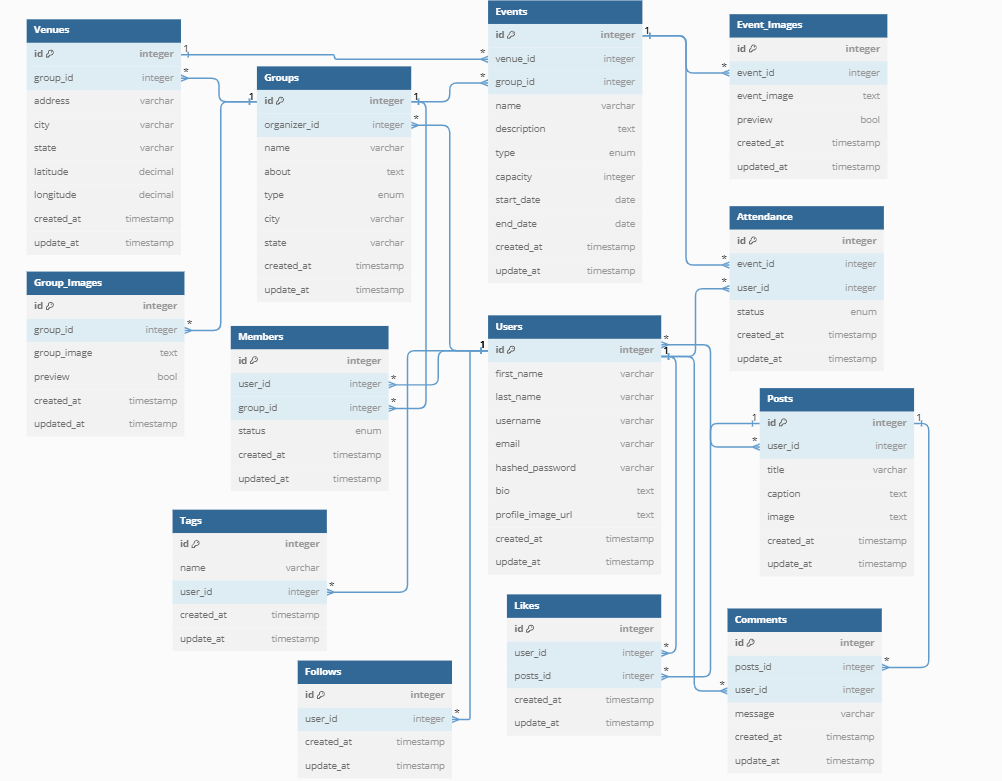 Venues
id integer
group_id integer
address varchar
city varchar
state varchar
latitude decimal
longitude decimal
created_at timestamp
update_at timestamp
Groups
id integer
organizer_id integer
name varchar
about text
type enum
city varchar
state varchar
created_at timestamp
update_at timestamp
Events
id integer
venue_id integer
group_id integer
name varchar
description text
type enum
capacity integer
start_date date
end_date date
created_at timestamp
update_at timestamp
Event_Images
id integer
event_id integer
event_image text
preview bool
created_at timestamp
updated_at timestamp
Group_Images
id integer
group_id integer
group_image text
preview bool
created_at timestamp
updated_at timestamp
Members
id integer
user_id integer
group_id integer
status enum
created_at timestamp
updated_at timestamp
Users
id integer
first_name varchar
last_name varchar
username varchar
email varchar
hashed_password varchar
bio text
profile_image_url text
created_at timestamp
update_at timestamp
Attendance
id integer
event_id integer
user_id integer
status enum
created_at timestamp
update_at timestamp
Posts
id integer
user_id integer
title varchar
caption text
image text
created_at timestamp
update_at timestamp
Tags
id integer
name varchar
user_id integer
created_at timestamp
update_at timestamp
Follows
id integer
user_id integer
created_at timestamp
update_at timestamp
Likes
id integer
user_id integer
posts_id integer
created_at timestamp
update_at timestamp
Comments
id integer
posts_id integer
user_id integer
message varchar
created_at timestamp
update_at timestamp
1
*
*
1
1
*
*
*
1
*
*
*
*
*
*
1
*
1
1
*
1
*
*
*
*
*
*